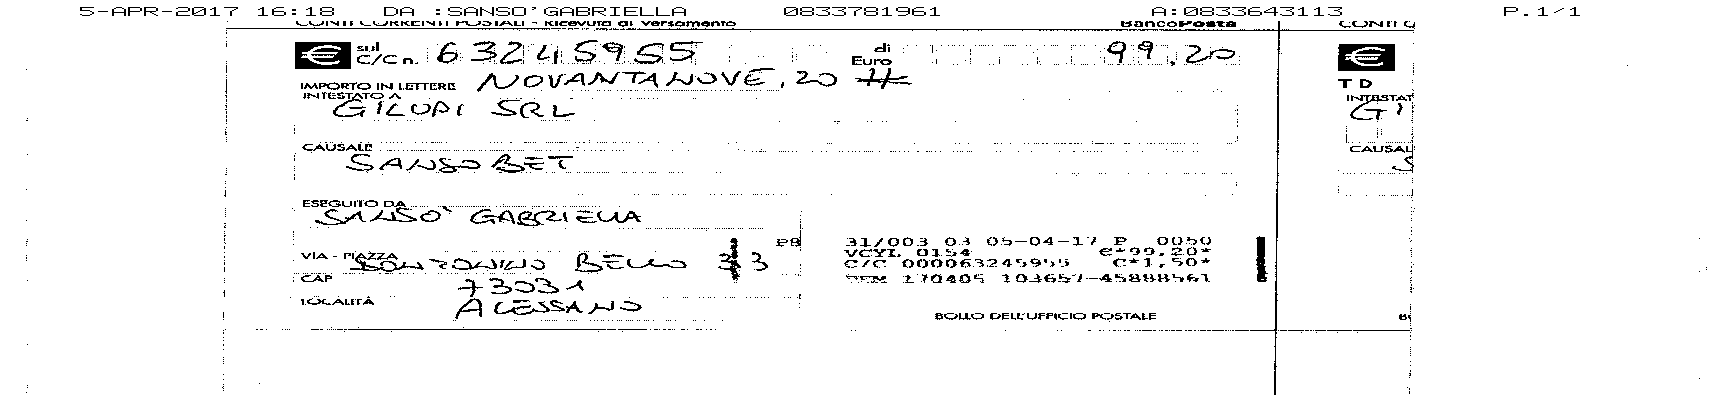 5-APR-2017 16:18 DA :SANSO'GABRIELLA 0833781961 A:0833643113 P.1/1
CONTI CORRENTI POSTALI - Ricevuta di Versamento BancoPosta CONTI C
€ sul c/c n. 63245955 di Euro 99,20 €
IMPORTO IN LETTERE NOVANTANOVE,20 TD
INTESTATO A INTESTAT
GILUPI SRL GI
CAUSALE CAUSAL
SANSOBET S
ESEGUITO DA
SANSO' GABRIELLA
31/003 03 05-04-17 P 0050
VIA - PIAZZA DON TONINO BELLO 33 VCYL 0154 €*99,20*
C/C 000063245955 €*1,50*
CAP 73031 170405 103657-45888561
LOCALITÀ ALESSANO
BOLLO DELL'UFFICIO POSTALE